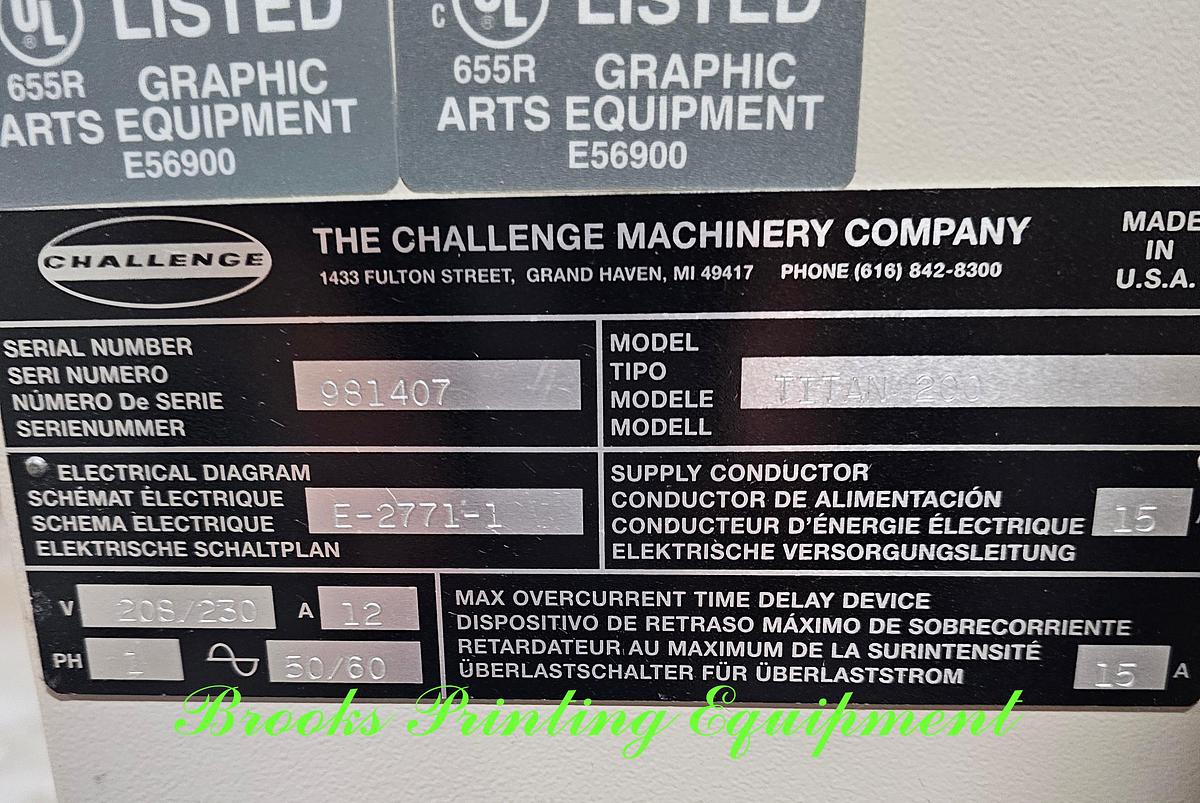 UL LISTED
655R GRAPHIC
ARTS EQUIPMENT
E56900
C UL LISTED
655R GRAPHIC
ARTS EQUIPMENT
E56900
CHALLENGE
THE CHALLENGE MACHINERY COMPANY
1433 FULTON STREET, GRAND HAVEN, MI 49417 PHONE (616) 842-8300
MADE
IN
U.S.A.
SERIAL NUMBER
SERI NUMERO
NÚMERO De SERIE
SERIENUMMER
981407
MODEL
TIPO
MODELE
MODELL
TITAN 200
ELECTRICAL DIAGRAM
SCHÉMAT ÉLECTRIQUE
SCHEMA ELECTRIQUE
ELEKTRISCHE SCHALTPLAN
E-2771-1
SUPPLY CONDUCTOR
CONDUCTOR DE ALIMENTACIÓN
CONDUCTEUR D'ÉNERGIE ÉLECTRIQUE
ELEKTRISCHE VERSORGUNGSLEITUNG
15
V 208/230 A 12
PH 1 50/60
MAX OVERCURRENT TIME DELAY DEVICE
DISPOSITIVO DE RETRASO MÁXIMO DE SOBRECORRIENTE
RETARDATEUR AU MAXIMUM DE LA SURINTENSITÉ
ÜBERLASTSCHALTER FÜR ÜBERLASTSTROM
15 A
Brooks Printing Equipment